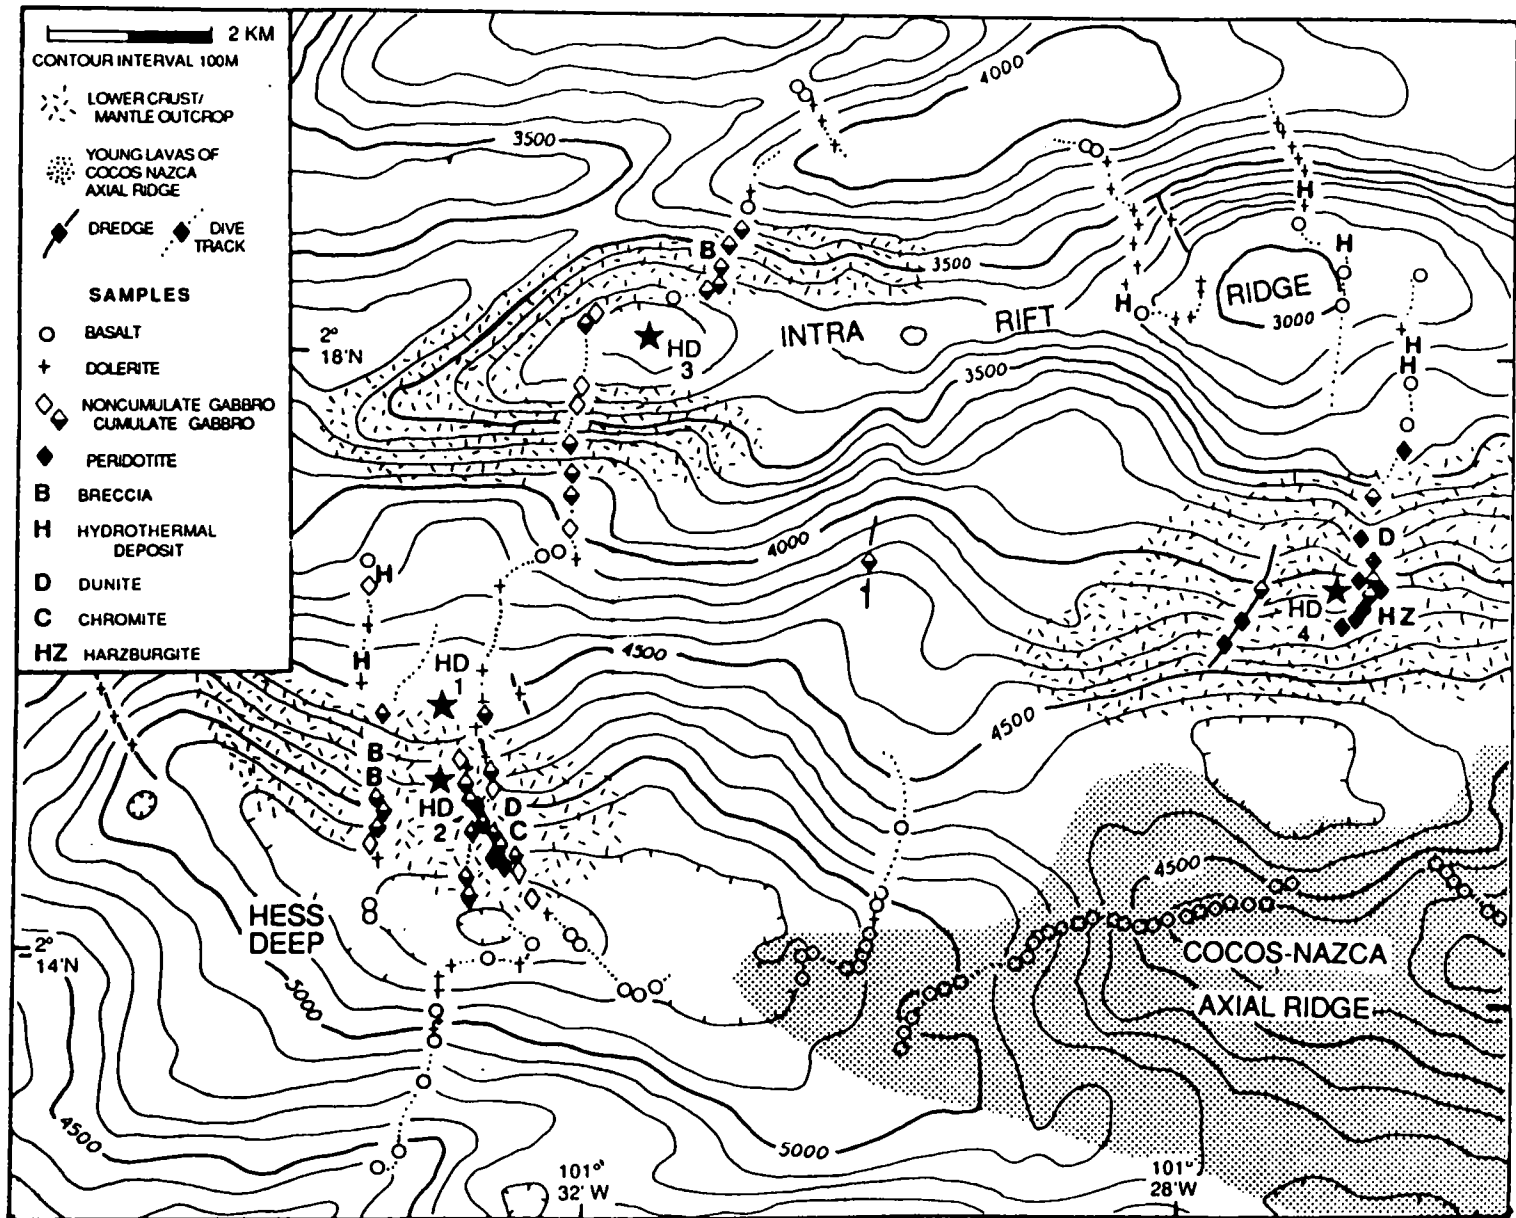 2 KM
CONTOUR INTERVAL 100M
LOWER CRUST/
MANTLE OUTCROP
YOUNG LAVAS OF
COCOS NAZCA
AXIAL RIDGE
DREDGE
DIVE
TRACK
SAMPLES
BASALT
DOLERITE
NONCUMULATE GABBRO
CUMULATE GABBRO
PERIDOTITE
B BRECCIA
H HYDROTHERMAL
DEPOSIT
D DUNITE
C CHROMITE
HZ HARZBURGITE
4000
3500
H
B
3500
H
RIDGE
3000
H
INTRA
RIFT
2°
18'N
HD
3
3500
H
H
4000
D
H
HD
4
HZ
H
HD
1
4500
4500
B
B
HD
2
D
C
4500
HESS
DEEP
2°
14'N
COCOS-NAZCA
AXIAL RIDGE
5000
4500
5000
101°
32' W
101°
28'W